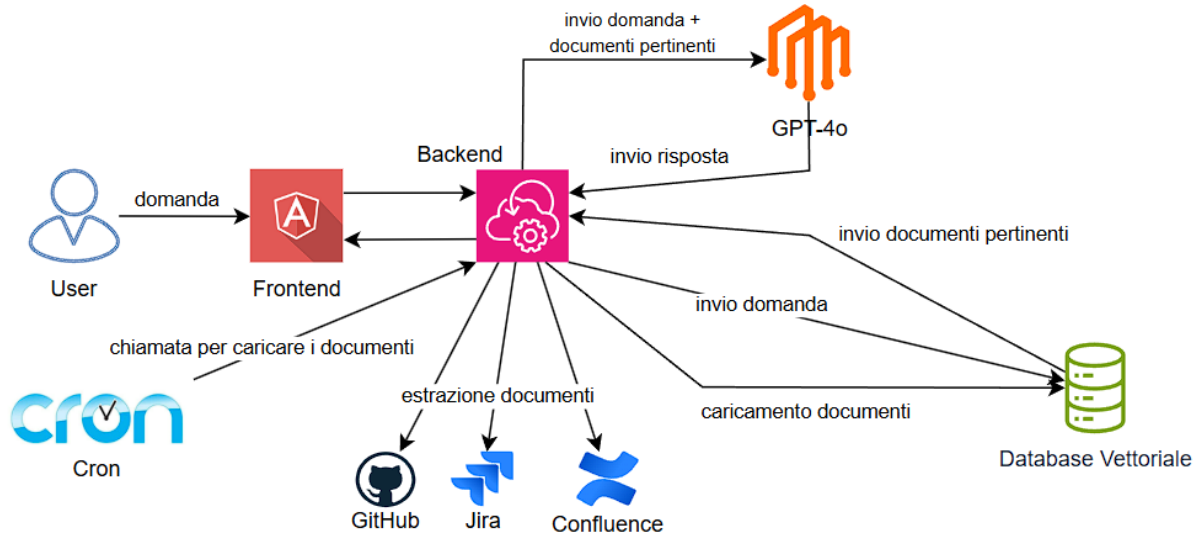 invio domanda +
documenti pertinenti
GPT-4o
Backend
invio risposta
domanda
A
invio documenti pertinenti
User
Frontend
invio domanda
chiamata per caricare i documenti
estrazione documenti
caricamento documenti
cron
Cron
Database Vettoriale
GitHub
Jira
Confluence